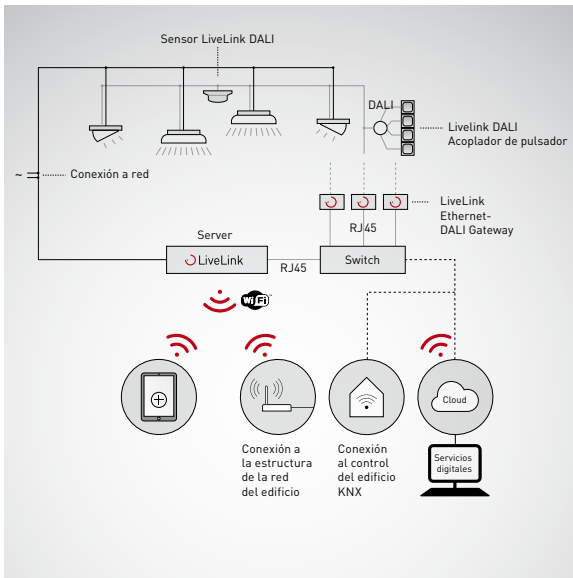 Sensor LiveLink DALI
DALI
Livelink DALI
Acoplador de pulsador
~
Conexión a red
LiveLink
Ethernet-
DALI Gateway
RJ45
Server
LiveLink
RJ45
Switch
WiFi
Cloud
Conexión a
la estructura
de la red
del edificio
Conexión
al control
del edificio
KNX
Servicios
digitales